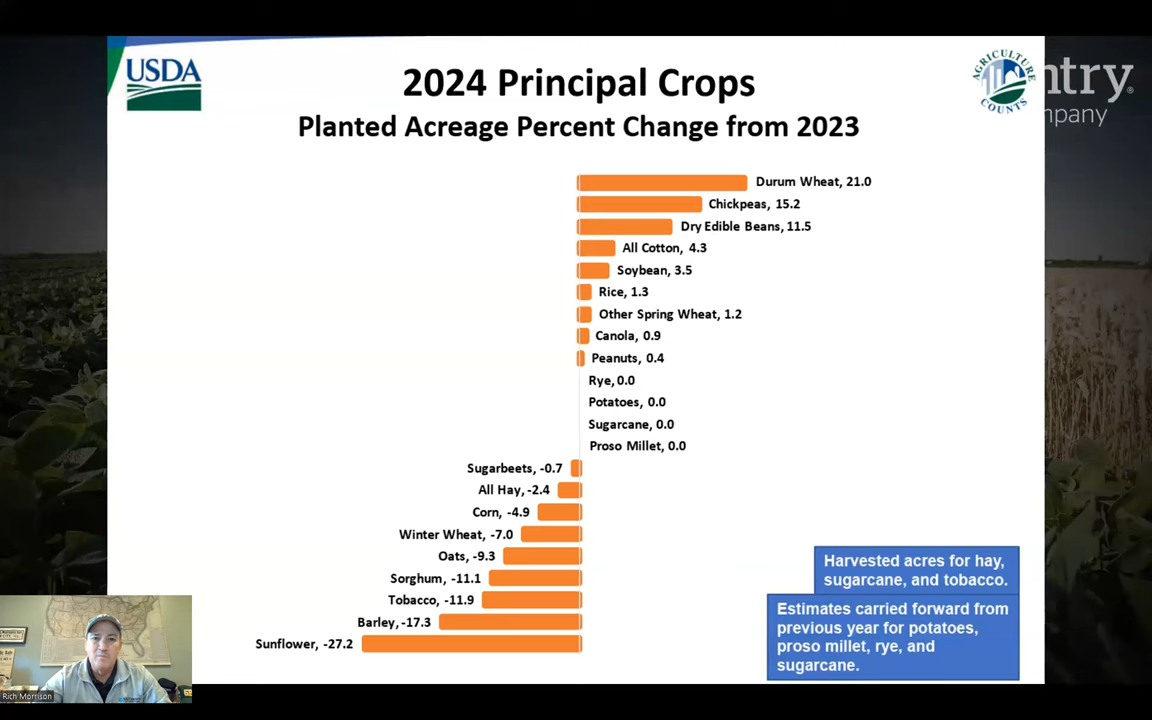 USDA
2024 Principal Crops
Planted Acreage Percent Change from 2023
AGRICULTURE
COUNTS
ntry
mpany
Durum Wheat, 21.0
Chickpeas, 15.2
Dry Edible Beans, 11.5
All Cotton, 4.3
Soybean, 3.5
Rice, 1.3
Other Spring Wheat, 1.2
Canola, 0.9
Peanuts, 0.4
Rye, 0.0
Potatoes, 0.0
Sugarcane, 0.0
Proso Millet, 0.0
Sugarbeets, -0.7
All Hay, -2.4
Corn, -4.9
Winter Wheat, -7.0
Oats, -9.3
Sorghum, -11.1
Tobacco, -11.9
Barley, -17.3
Sunflower, -27.2
Harvested acres for hay,
sugarcane, and tobacco.
Estimates carried forward from
previous year for potatoes,
proso millet, rye, and
sugarcane.
Rich Morrison